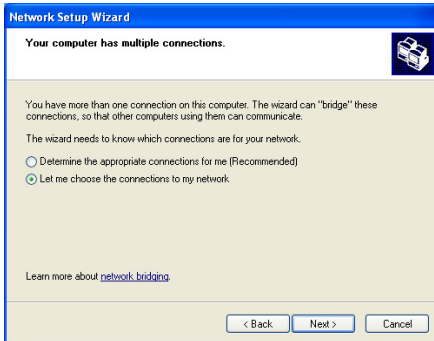 Network Setup Wizard
Your computer has multiple connections.
You have more than one connection on this computer. The wizard can "bridge" these
connections, so that other computers using them can communicate.
The wizard needs to know which connections are for your network.
Determine the appropriate connections for me (Recommended)
Let me choose the connections to my network
Learn more about network bridging.
< Back Next > Cancel